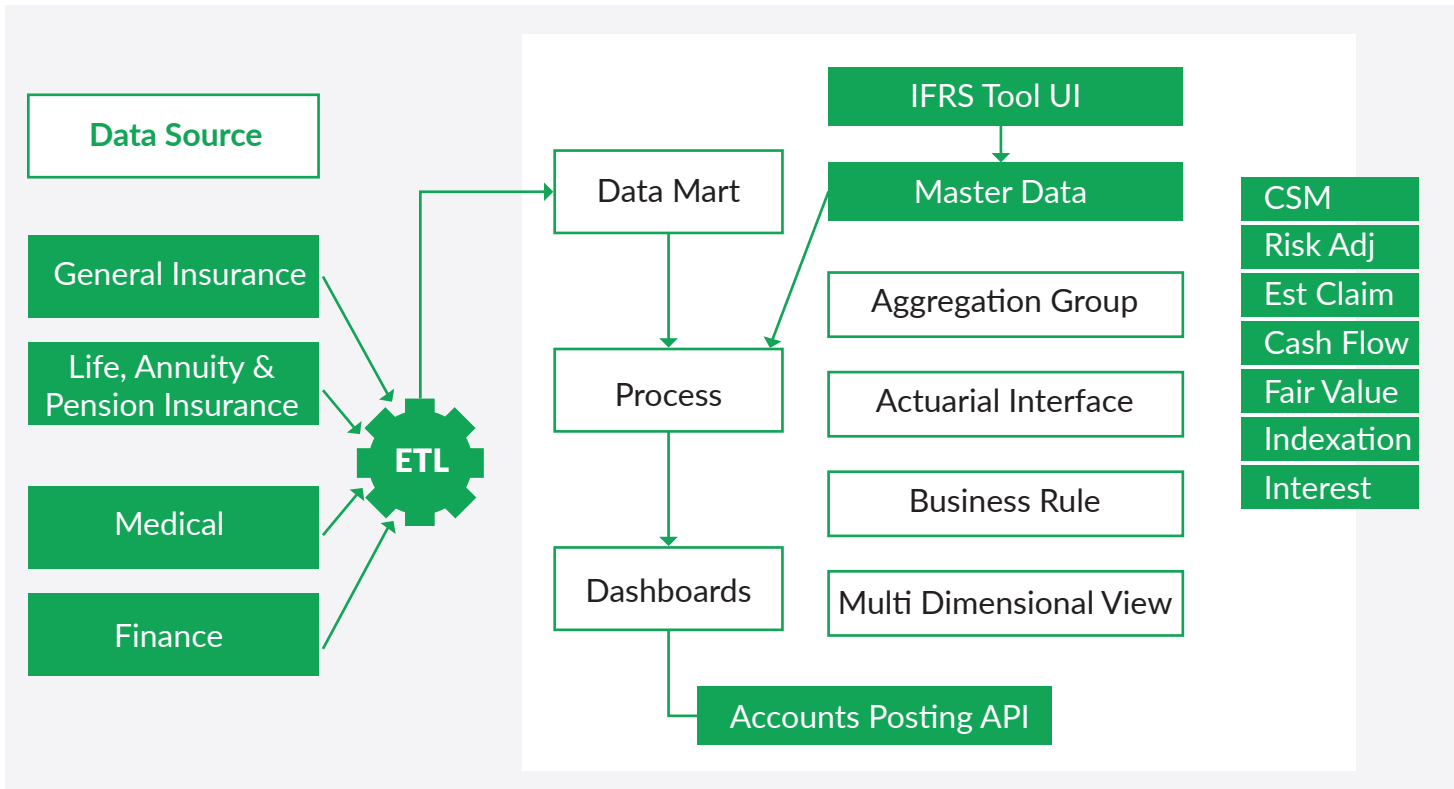 Data Source
General Insurance
Life, Annuity &
Pension Insurance
Medical
Finance
ETL
Data Mart
Process
Dashboards
Accounts Posting API
IFRS Tool UI
Master Data
Aggregation Group
Actuarial Interface
Business Rule
Multi Dimensional View
CSM
Risk Adj
Est Claim
Cash Flow
Fair Value
Indexation
Interest